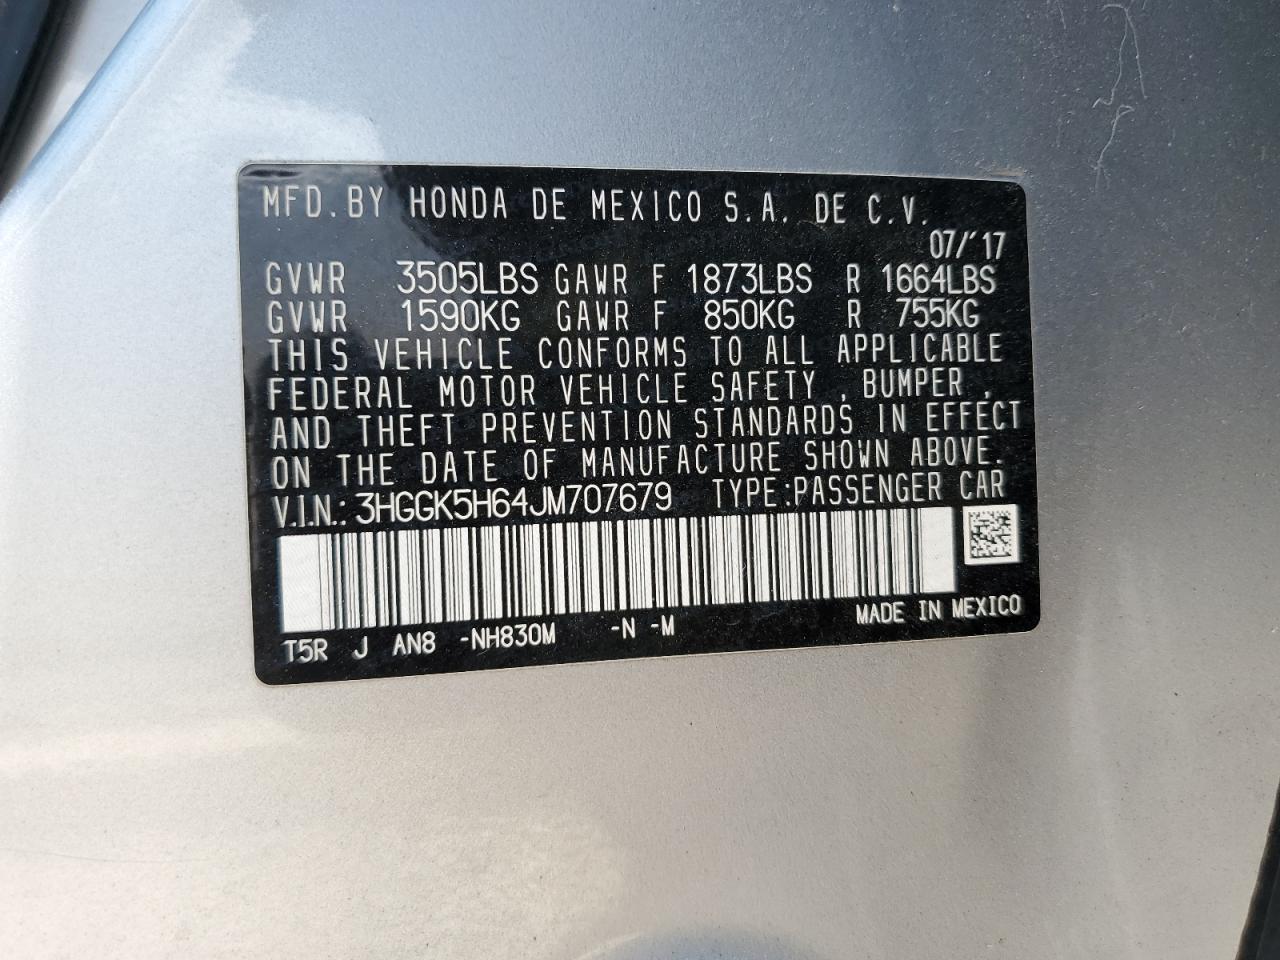 MFD.BY HONDA DE MEXICO S.A. DE C.V.
07/'17
GVWR 3505LBS GAWR F 1873LBS R 1664LBS
GVWR 1590KG GAWR F 850KG R 755KG
THIS VEHICLE CONFORMS TO ALL APPLICABLE
FEDERAL MOTOR VEHICLE SAFETY , BUMPER ,
AND THEFT PREVENTION STANDARDS IN EFFECT
ON THE DATE OF MANUFACTURE SHOWN ABOVE.
V.I.N.: 3HGGK5H64JM707679 TYPE:PASSENGER CAR
MADE IN MEXICO
T5R J AN8 -NH830M -N -M